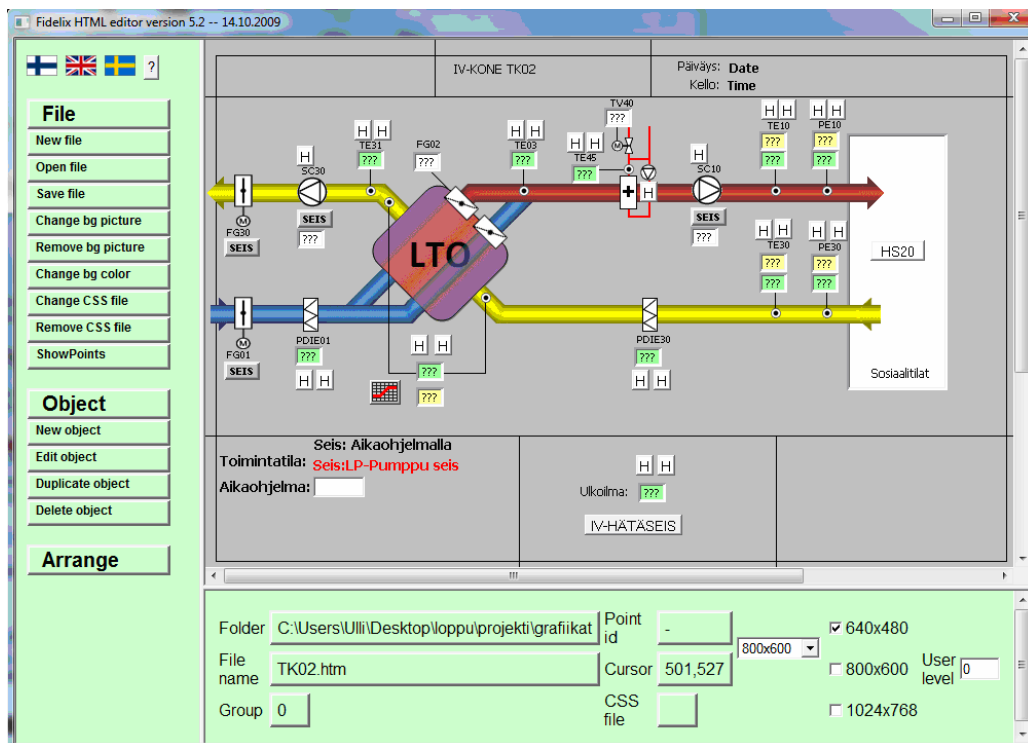 Fidelix HTML editor version 5.2 -- 14.10.2009
?
File
New file
Open file
Save file
Change bg picture
Remove bg picture
Change bg color
Change CSS file
Remove CSS file
ShowPoints
Object
New object
Edit object
Duplicate object
Delete object
Arrange
IV-KONE TK02
Päiväys: Date
Kello: Time
TV40
???
M
H H
TE31
???
FG02
???
H H
TE03
???
H H
TE45
???
H
SC30
SEIS
???
H
H
SC10
SEIS
???
H H
TE10
???
???
H H
PE10
???
???
M
FG30
SEIS
LTO
H H
TE30
???
???
H H
PE30
???
???
HS20
M
FG01
SEIS
PDIE01
???
H H
H H
???
???
PDIE30
???
H H
Sosiaalitilat
Seis: Aikaohjelmalla
Toimintatila: Seis:LP-Pumppu seis
Aikaohjelma:
H H
Ulkoilma: ???
IV-HÄTÄSEIS
Folder C:\Users\Ulli\Desktop\loppu\projekti\grafiikat
Point id -
800x600
640x480
File name TK02.htm
Cursor 501,527
800x600
User level 0
Group 0
CSS file
1024x768